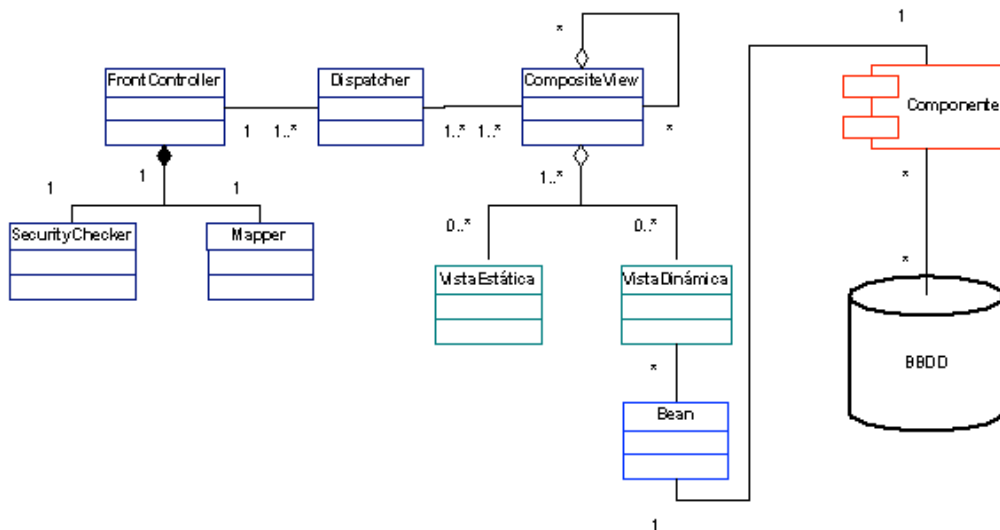 1
*
FrontController
Dispatcher
CompositeView
Componente
1
1..*
1..*
1..*
*
1
1
1
1..*
*
SecurityChecker
Mapper
0..*
0..*
*
VistaEstática
VistaDinámica
BBDD
*
Bean
1